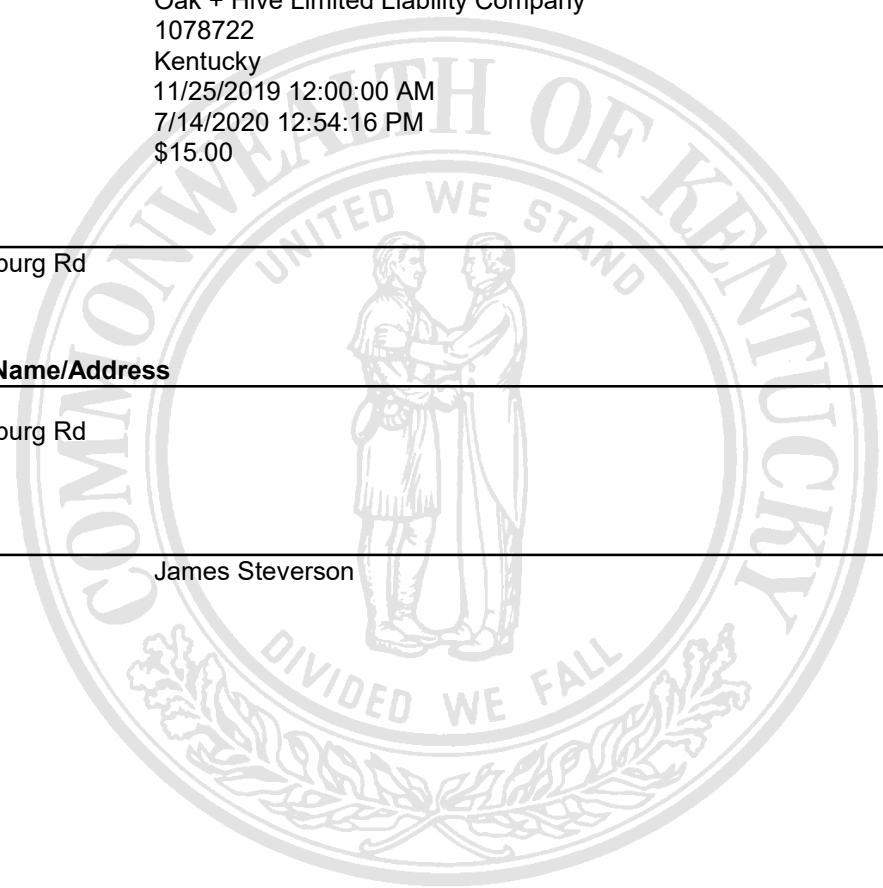 Oak + Hive Limited Liability Company
1078722
Kentucky
11/25/2019 12:00:00 AM
7/14/2020 12:54:16 PM
$15.00
burg Rd
Name/Address
burg Rd
James Steverson
COMMONWEALTH OF KENTUCKY
UNITED WE STAND
DIVIDED WE FALL